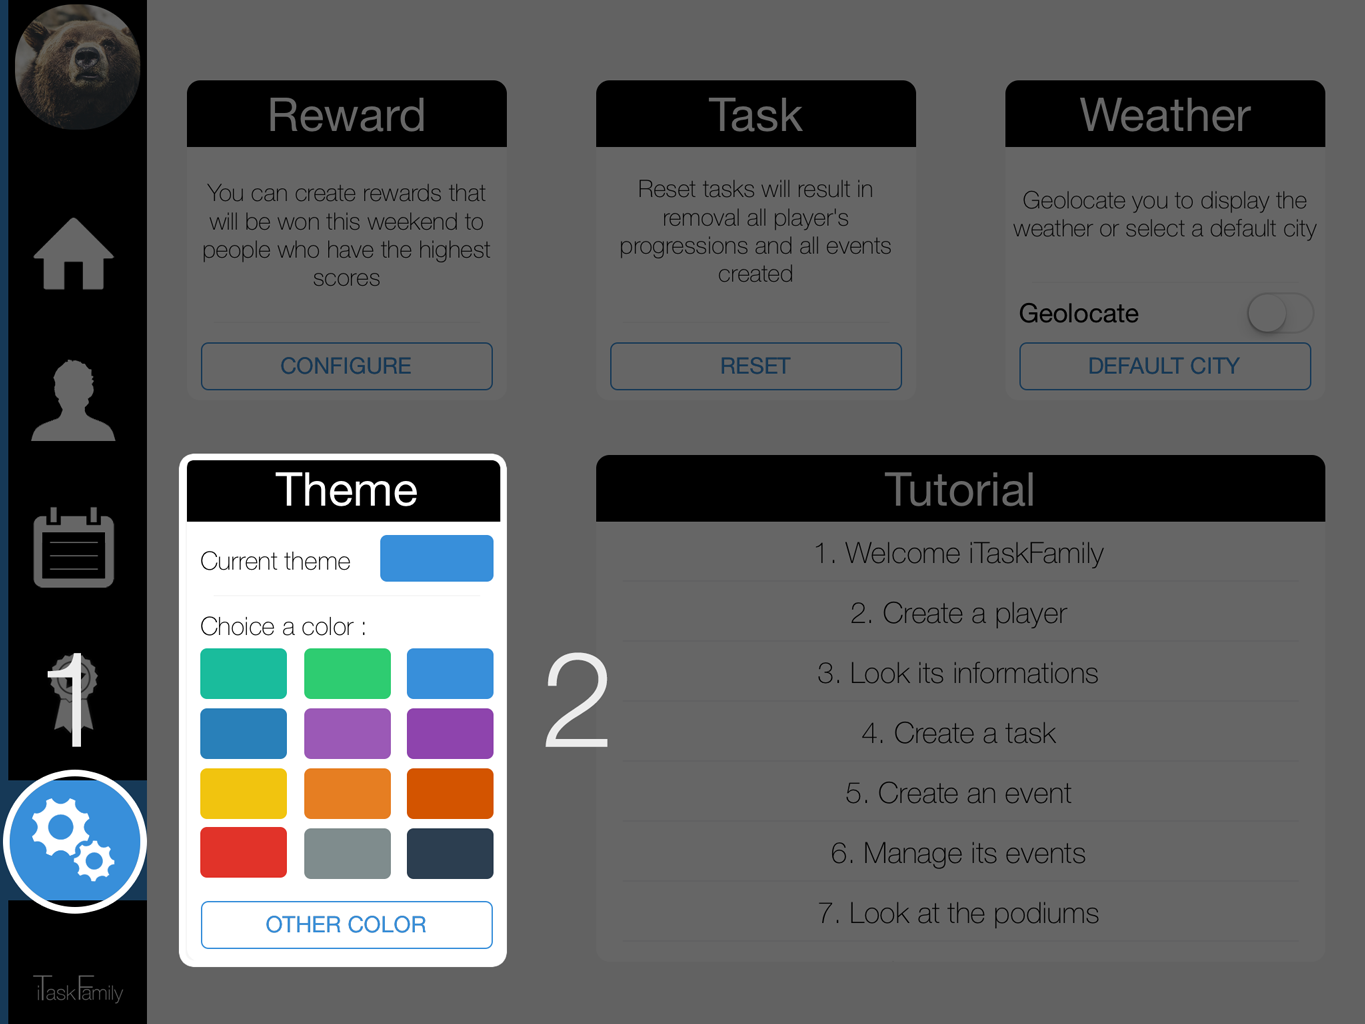 Reward
You can create rewards that
will be won this weekend to
people who have the highest
scores
CONFIGURE
Task
Reset tasks will result in
removal all player's
progressions and all events
created
RESET
Weather
Geolocate you to display the
weather or select a default city
Geolocate
DEFAULT CITY
Theme
Current theme
Choice a color :
OTHER COLOR
1
2
Tutorial
1. Welcome iTaskFamily
2. Create a player
3. Look its informations
4. Create a task
5. Create an event
6. Manage its events
7. Look at the podiums
iTaskFamily